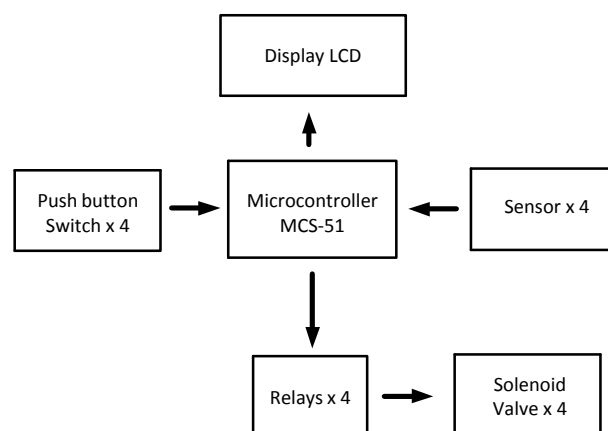 Display LCD
Push button
Switch x 4
Microcontroller
MCS-51
Sensor x 4
Relays x 4
Solenoid
Valve x 4